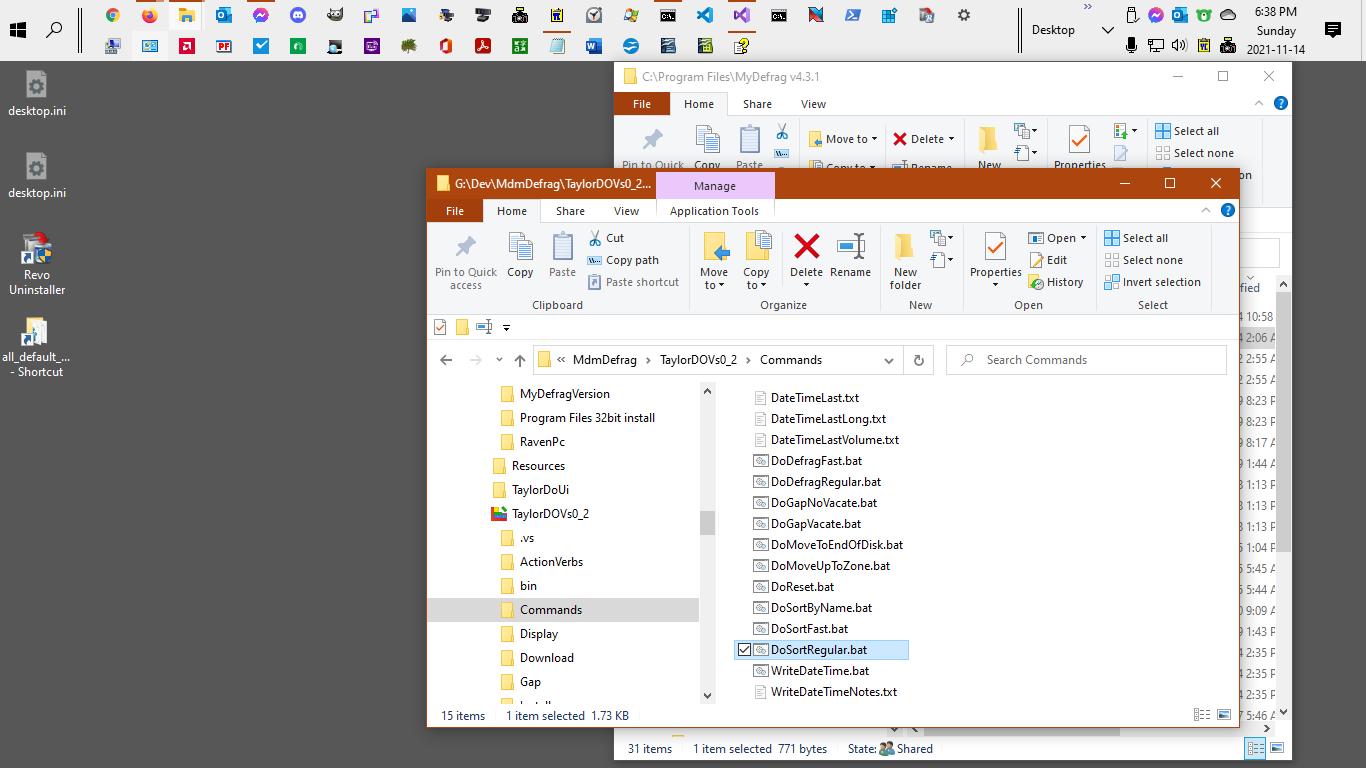 Desktop
6:38 PM
Sunday
2021-11-14
desktop.ini
desktop.ini
Revo
Uninstaller
all_default_...
- Shortcut
C:\Program Files\MyDefrag v4.3.1
File
Home
Share
View
Pin to Quick
Copy
Paste
Move to
Copy to
Delete
Rename
New
Properties
Select all
Select none
G:\Dev\MdmDefrag\TaylorDOVs0_2...
Manage
File
Home
Share
View
Application Tools
Pin to Quick
access
Copy
Paste
Cut
Copy path
Paste shortcut
Clipboard
Move
to
Copy
to
Delete
Rename
Organize
New
folder
New
Properties
Open
Edit
History
Open
Select all
Select none
Invert selection
Select
« MdmDefrag > TaylorDOVs0_2 > Commands
Search Commands
MyDefragVersion
Program Files 32bit install
RavenPc
Resources
TaylorDoUi
TaylorDOVs0_2
.vs
ActionVerbs
bin
Commands
Display
Download
Gap
DateTimeLast.txt
DateTimeLastLong.txt
DateTimeLastVolume.txt
DoDefragFast.bat
DoDefragRegular.bat
DoGapNoVacate.bat
DoGapVacate.bat
DoMoveToEndOfDisk.bat
DoMoveUpToZone.bat
DoReset.bat
DoSortByName.bat
DoSortFast.bat
DoSortRegular.bat
WriteDateTime.bat
WriteDateTimeNotes.txt
15 items
1 item selected 1.73 KB
31 items
1 item selected 771 bytes
State: Shared